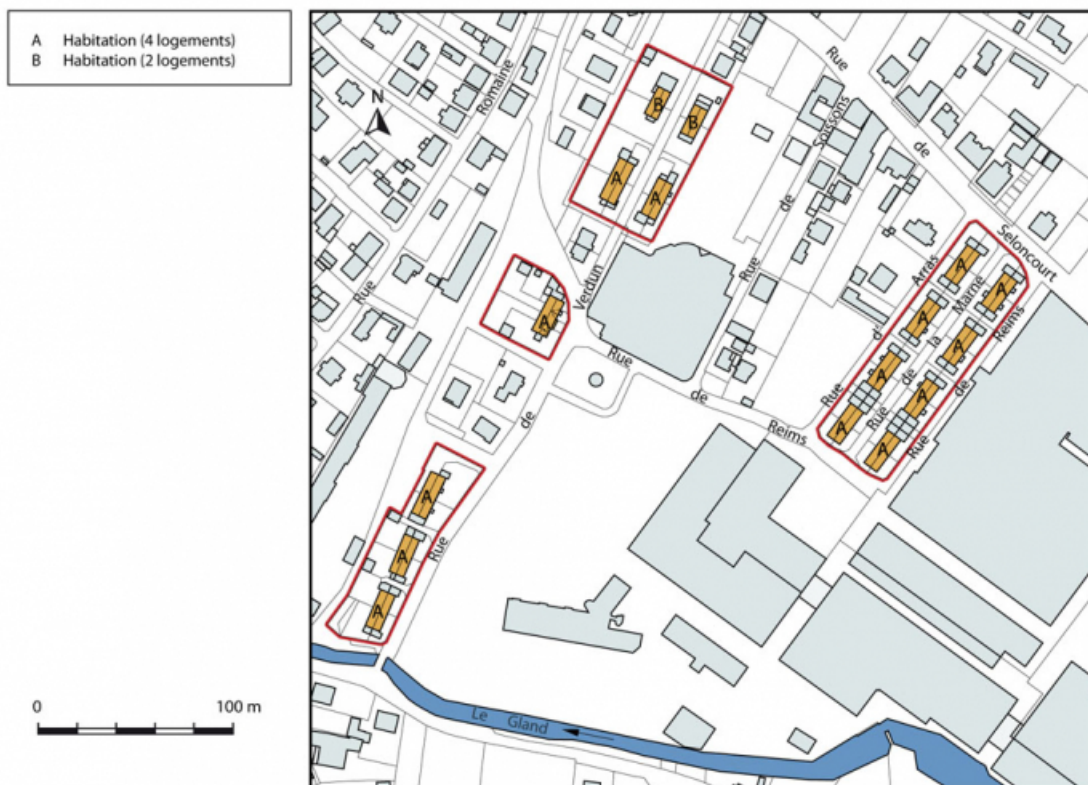 A Habitation (4 logements)
B Habitation (2 logements)
N
Rue
Romaine
B
B
A
A
A
Rue
de
Verdun
Rue
de
Soissons
Rue
de
Seloncourt
Rue
d'
Arras
Rue
de
la
Marne
Rue
de
Reims
A
A
A
A
A
A
A
A
Rue
de
Reims
A
A
A
Le Gland
0 100 m